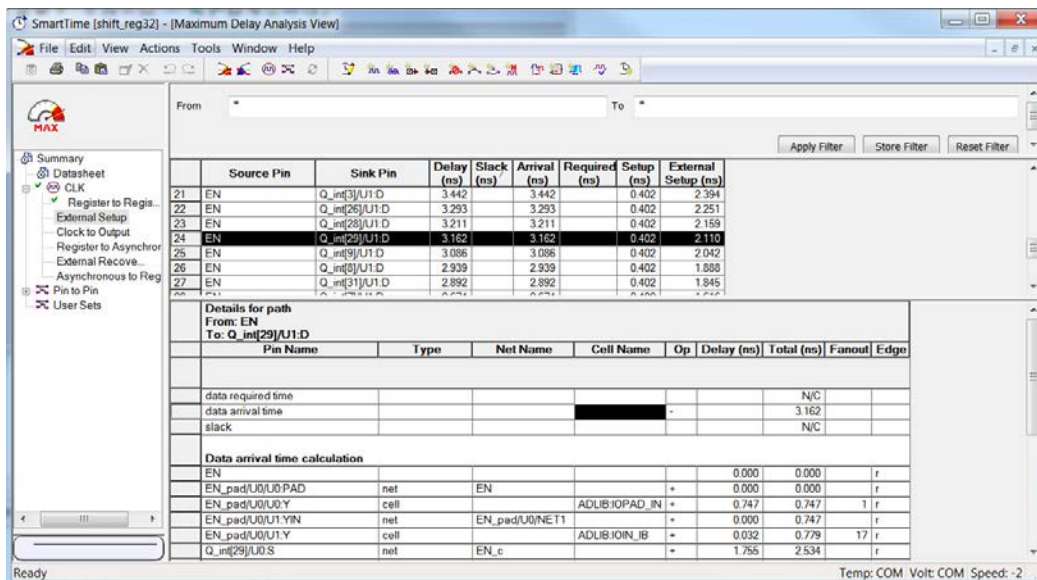 SmartTime [shift_reg32] - [Maximum Delay Analysis View]
File Edit View Actions Tools Window Help
MAX
From * To *
Apply Filter Store Filter Reset Filter
Summary
Datasheet
CLK
Register to Regis...
External Setup
Clock to Output
Register to Asynchror
External Recove...
Asynchronous to Reg
Pin to Pin
User Sets
Source Pin Sink Pin Delay (ns) Slack (ns) Arrival (ns) Required (ns) Setup (ns) External Setup (ns)
21 EN Q_int[3]/U1:D 3.442 3.442 0.402 2.394
22 EN Q_int[26]/U1:D 3.293 3.293 0.402 2.251
23 EN Q_int[28]/U1:D 3.211 3.211 0.402 2.159
24 EN Q_int[29]/U1:D 3.162 3.162 0.402 2.110
25 EN Q_int[9]/U1:D 3.086 3.086 0.402 2.042
26 EN Q_int[8]/U1:D 2.939 2.939 0.402 1.888
27 EN Q_int[31]/U1:D 2.892 2.892 0.402 1.845
Details for path
From: EN
To: Q_int[29]/U1:D
Pin Name Type Net Name Cell Name Op Delay (ns) Total (ns) Fanout Edge
data required time N/C
data arrival time - 3.162
slack N/C
Data arrival time calculation
EN 0.000 0.000 r
EN_pad/U0/U0:PAD net EN + 0.000 0.000 r
EN_pad/U0/U0:Y cell ADLIB:IOPAD_IN + 0.747 0.747 1 r
EN_pad/U0/U1:YIN net EN_pad/U0/NET1 + 0.000 0.747 r
EN_pad/U0/U1:Y cell ADLIB:IOIN_IB + 0.032 0.779 17 r
Q_int[29]/U0:S net EN_c + 1.755 2.534 r
Ready Temp: COM Volt: COM Speed: -2